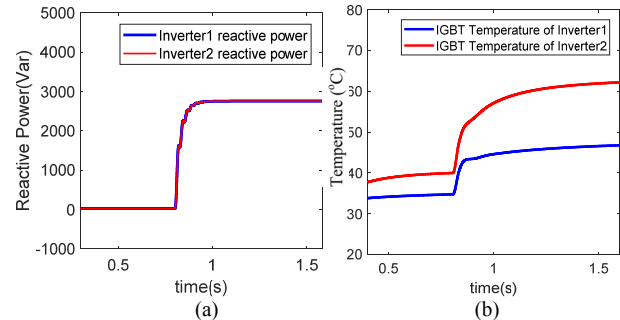 5000
4000
3000
2000
1000
0
-1000
Reactive Power(Var)
Inverter1 reactive power
Inverter2 reactive power
0.5
1
1.5
time(s)
(a)
70
60
50
40
30
20
Temperature (°C)
IGBT Temperature of Inverter1
IGBT Temperature of Inverter2
0.5
1
1.5
time(s)
(b)